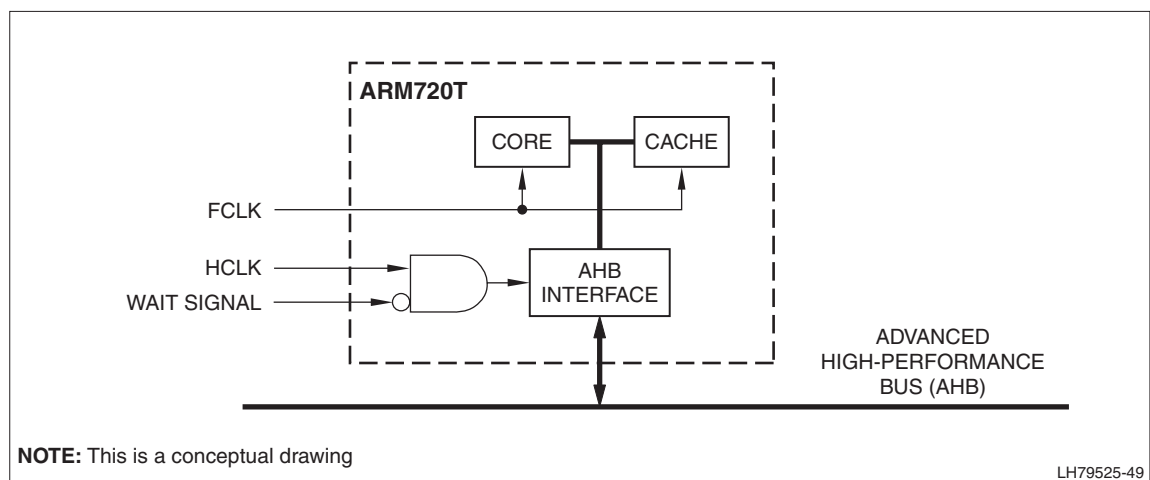 ARM720T
CORE
CACHE
FCLK
HCLK
AHB
INTERFACE
WAIT SIGNAL
ADVANCED
HIGH-PERFORMANCE
BUS (AHB)
NOTE: This is a conceptual drawing
LH79525-49